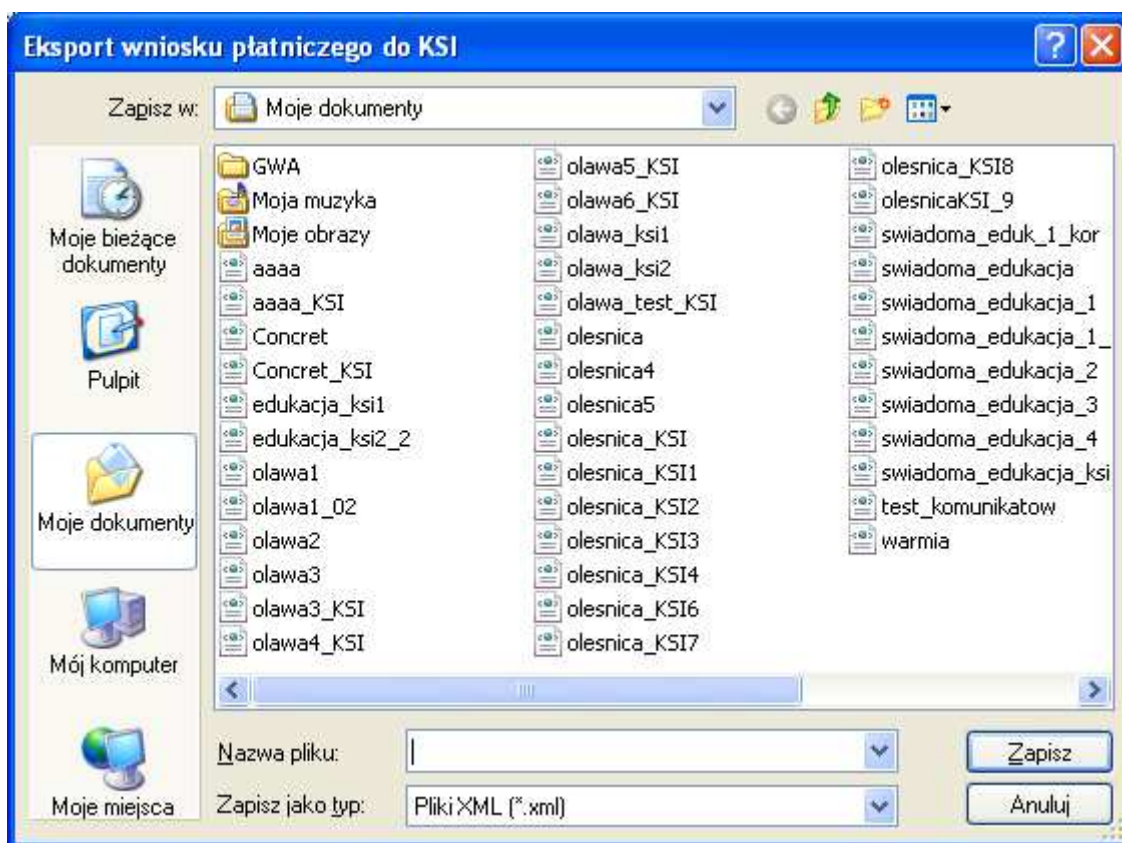 Eksport wniosku płatniczego do KSI
Zapisz w:
Moje dokumenty
Moje bieżące
dokumenty
Pulpit
Moje dokumenty
Mój komputer
Moje miejsca
GWA
Moja muzyka
Moje obrazy
aaaa
aaaa_KSI
Concret
Concret_KSI
edukacja_ksi1
edukacja_ksi2_2
olawa1
olawa1_02
olawa2
olawa3
olawa3_KSI
olawa4_KSI
olawa5_KSI
olawa6_KSI
olawa_ksi1
olawa_ksi2
olawa_test_KSI
olesnica
olesnica4
olesnica5
olesnica_KSI
olesnica_KSI1
olesnica_KSI2
olesnica_KSI3
olesnica_KSI4
olesnica_KSI6
olesnica_KSI7
olesnica_KSI8
olesnicaKSI_9
swiadoma_eduk_1_kor
swiadoma_edukacja
swiadoma_edukacja_1
swiadoma_edukacja_1_
swiadoma_edukacja_2
swiadoma_edukacja_3
swiadoma_edukacja_4
swiadoma_edukacja_ksi
test_komunikatow
warmia
Nazwa pliku:
Zapisz
Zapisz jako typ:
Pliki XML (*.xml)
Anuluj